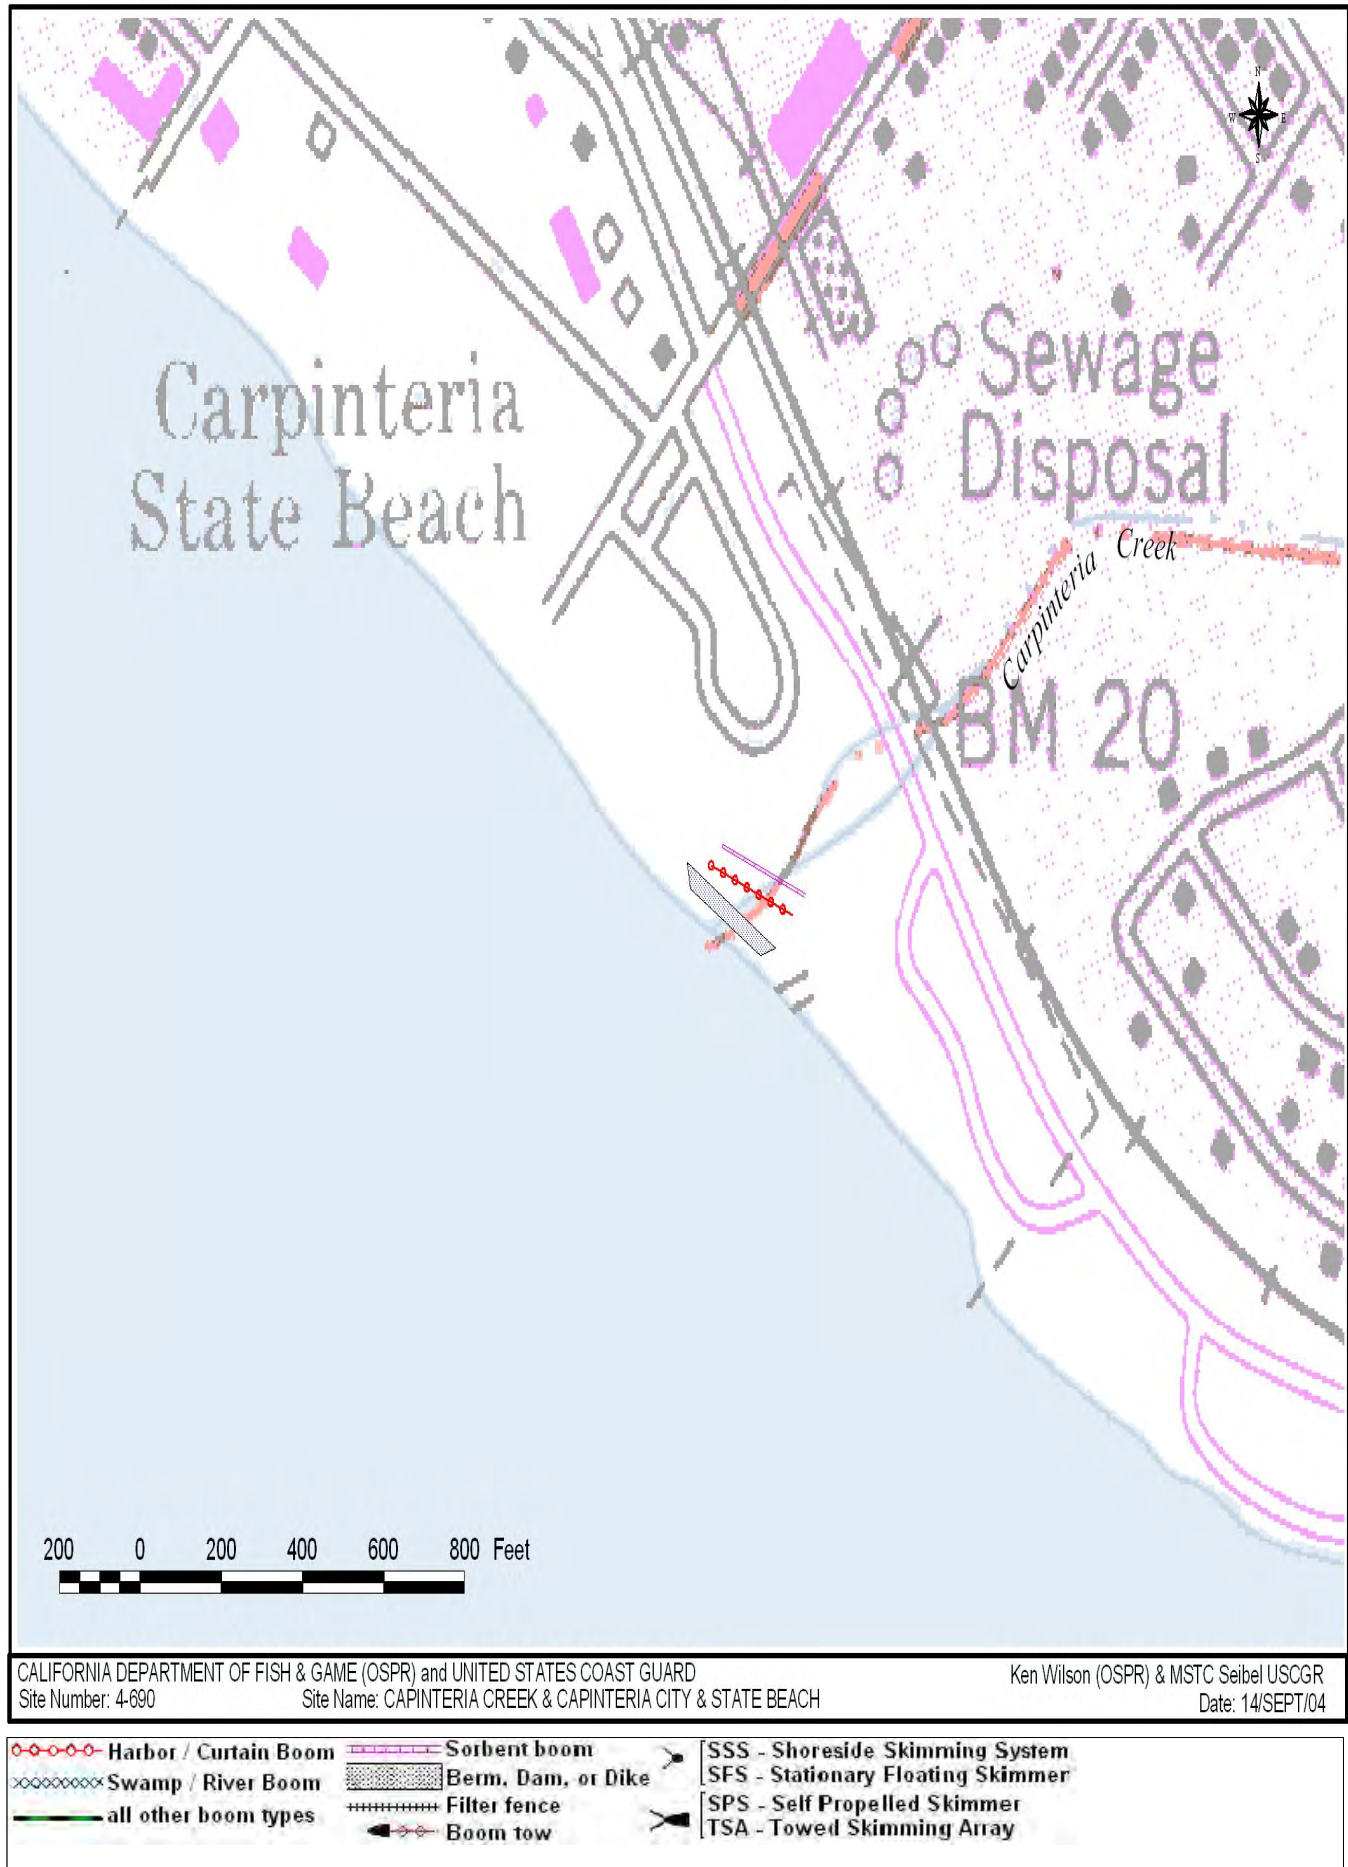 N
W E
S
Carpinteria
State Beach
Sewage
Disposal
Carpinteria Creek
BM 20
200 0 200 400 600 800 Feet
CALIFORNIA DEPARTMENT OF FISH & GAME (OSPR) and UNITED STATES COAST GUARD
Ken Wilson (OSPR) & MSTC Seibel USCGR
Site Number: 4-690
Site Name: CAPINTERIA CREEK & CAPINTERIA CITY & STATE BEACH
Date: 14/SEPT/04
Harbor / Curtain Boom
Swamp / River Boom
all other boom types
Sorbent boom
Berm, Dam, or Dike
Filter fence
Boom tow
SSS - Shoreside Skimming System
SFS - Stationary Floating Skimmer
SPS - Self Propelled Skimmer
TSA - Towed Skimming Array